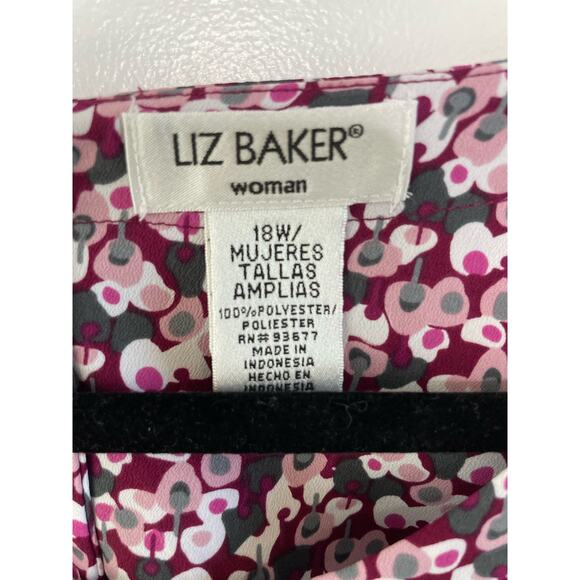 LIZ BAKER®
woman
18W/
MUJERES
TALLAS
AMPLIAS
100%POLYESTER/
POLIESTER
RN# 93677
MADE IN
INDONESIA
HECHO EN
INDONESIA